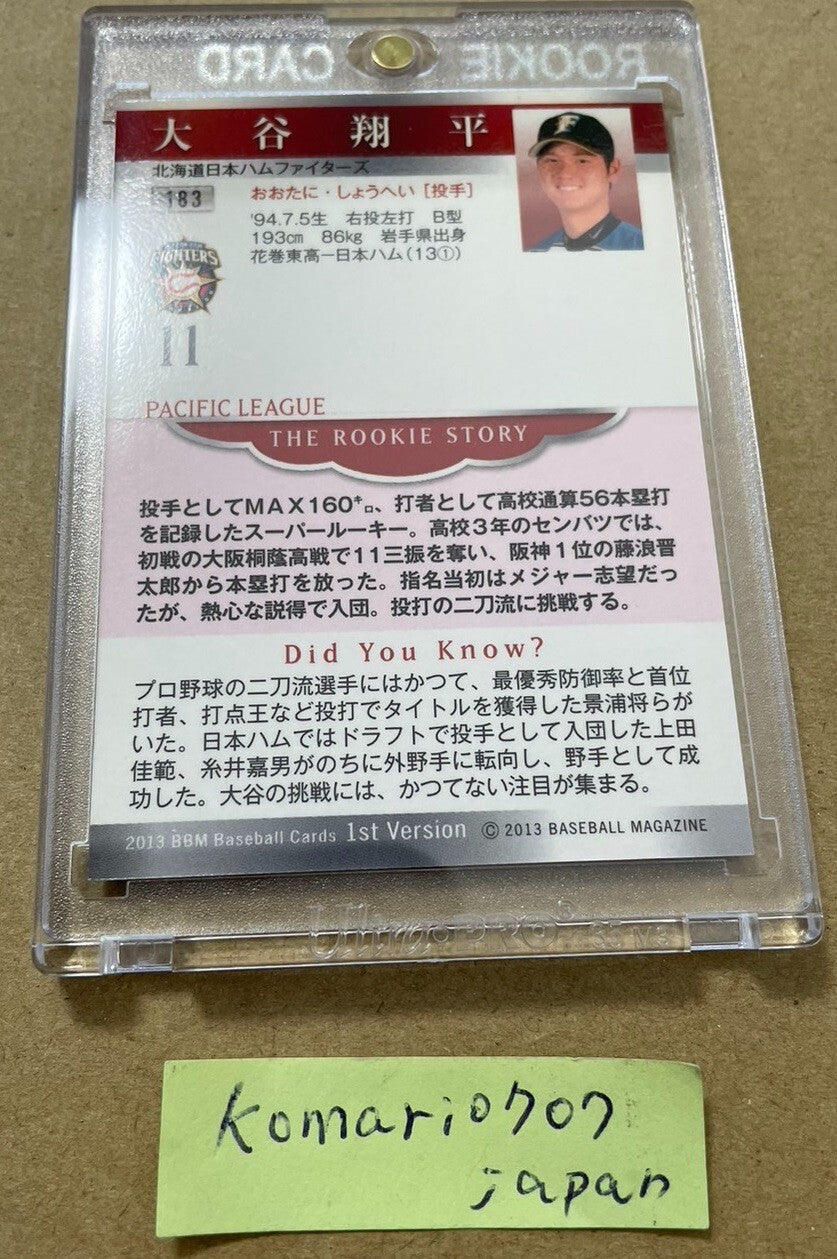 ROOKIE CARD
大谷翔平
北海道日本ハムファイターズ
183
おおたに・しょうへい [投手]
'94.7.5生 右投左打 B型
193cm 86kg 岩手県出身
花巻東高ー日本ハム(13①)
FIGHTERS
11
PACIFIC LEAGUE
THE ROOKIE STORY
投手としてMAX160㌔、打者として高校通算56本塁打
を記録したスーパールーキー。高校3年のセンバツでは、
初戦の大阪桐蔭高戦で11三振を奪い、阪神1位の藤浪晋
太郎から本塁打を放った。指名当初はメジャー志望だっ
たが、熱心な説得で入団。投打の二刀流に挑戦する。
Did You Know?
プロ野球の二刀流選手にはかつて、最優秀防御率と首位
打者、打点王など投打でタイトルを獲得した景浦将らが
いた。日本ハムではドラフトで投手として入団した上田
佳範、糸井嘉男がのちに外野手に転向し、野手として成
功した。大谷の挑戦には、かつてない注目が集まる。
2013 BBM Baseball Cards 1st Version © 2013 BASEBALL MAGAZINE
Ultra PRO
komario707
japan